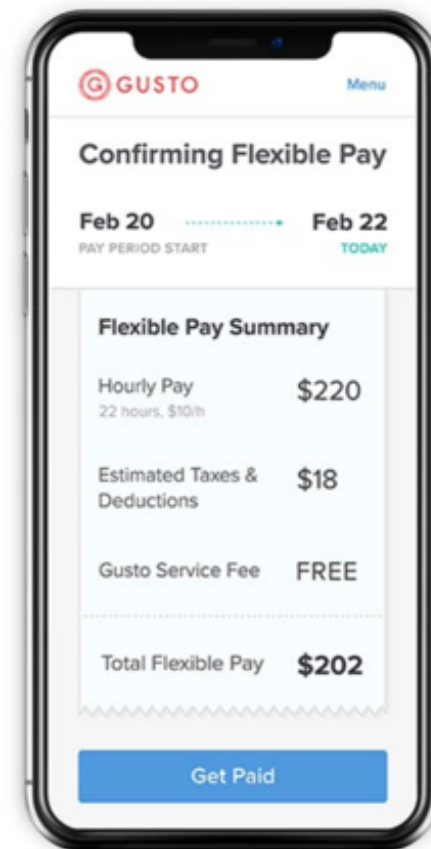 GUSTO Menu
Confirming Flexible Pay
Feb 20 Feb 22
PAY PERIOD START TODAY
Flexible Pay Summary
Hourly Pay $220
22 hours, $10/h
Estimated Taxes & $18
Deductions
Gusto Service Fee FREE
Total Flexible Pay $202
Get Paid